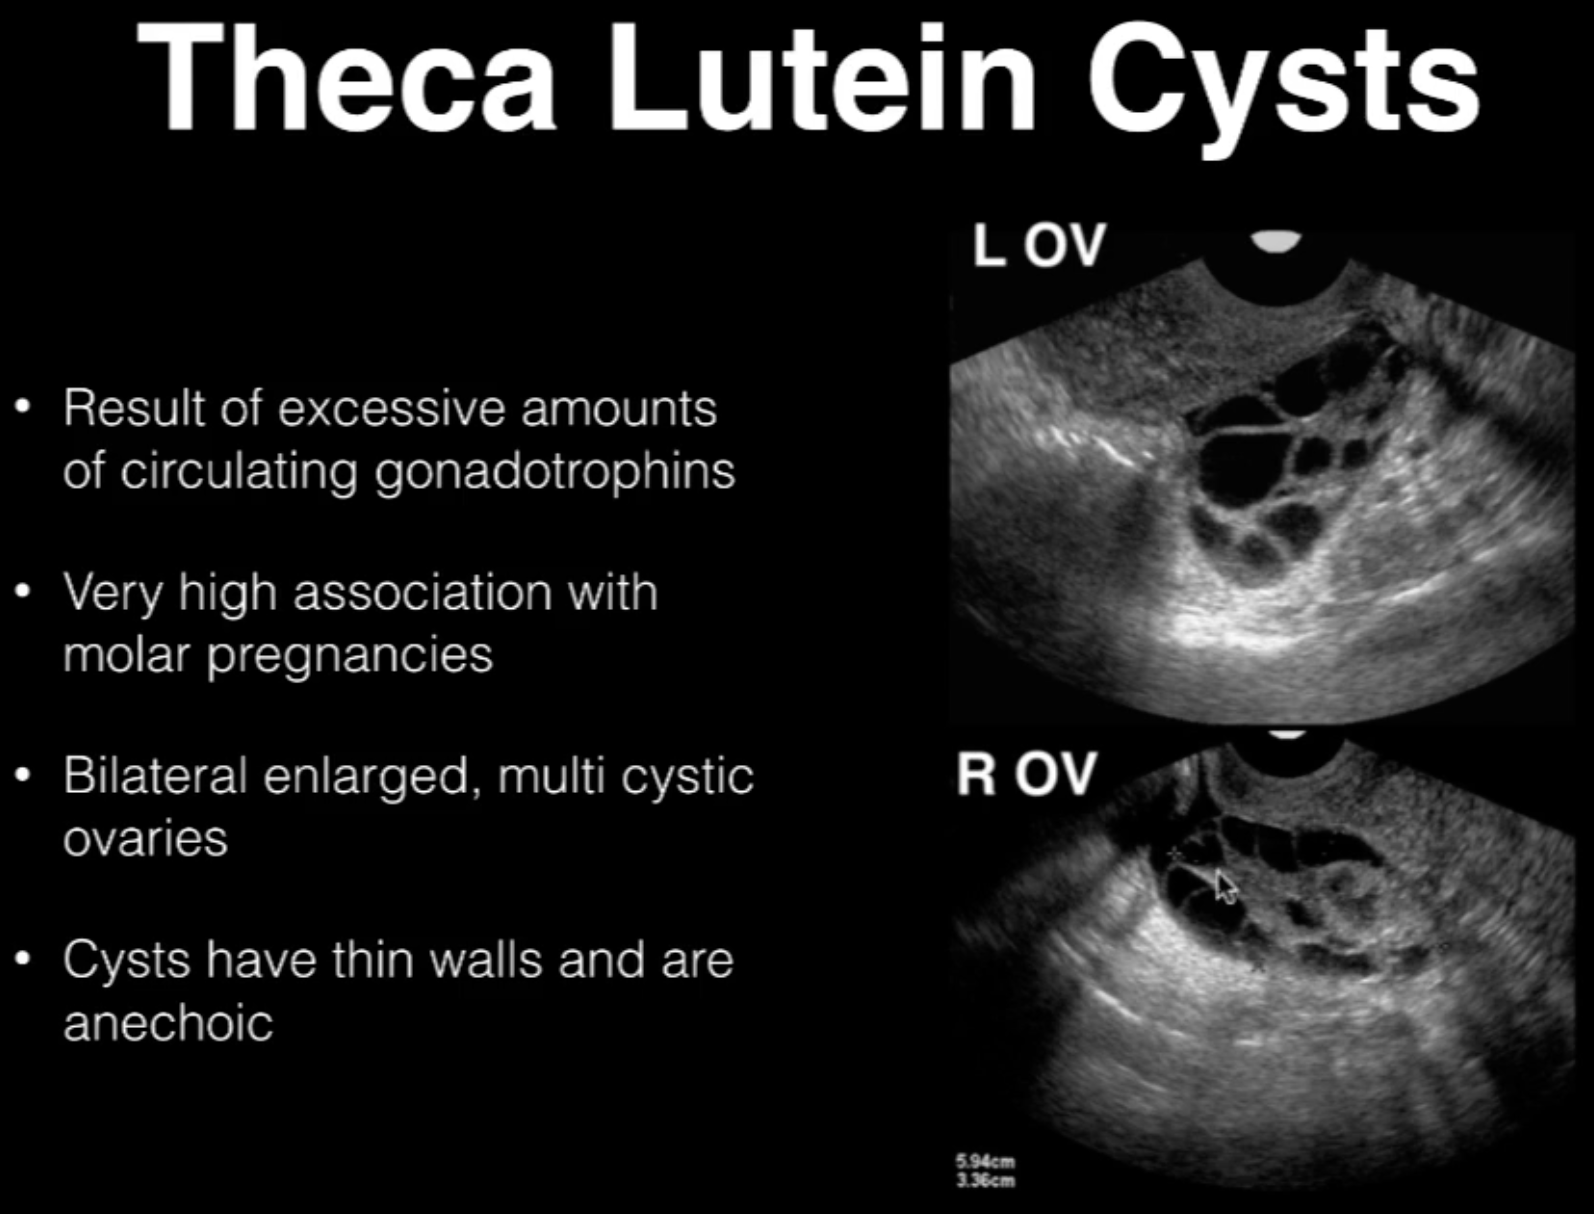 Theca Lutein Cysts
L OV
• Result of excessive amounts
of circulating gonadotrophins
• Very high association with
molar pregnancies
R OV
• Bilateral enlarged, multi cystic
ovaries
• Cysts have thin walls and are
anechoic
5.94cm
3.36cm